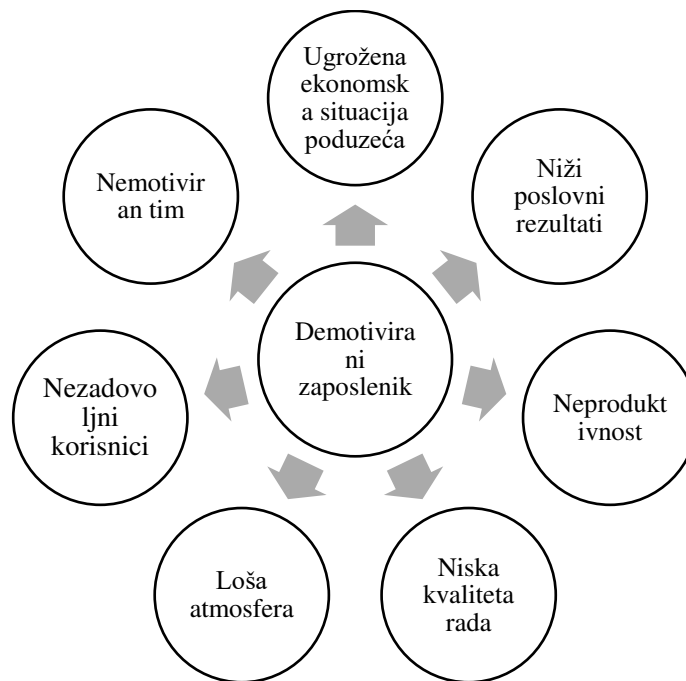 Ugrožena
ekonomsk
a situacija
poduzeća
Niži
poslovni
rezultati
Neprodukt
ivnost
Niska
kvaliteta
rada
Loša
atmosfera
Nezadovo
ljni
korisnici
Nemotivir
an tim
Demotivira
ni
zaposlenik